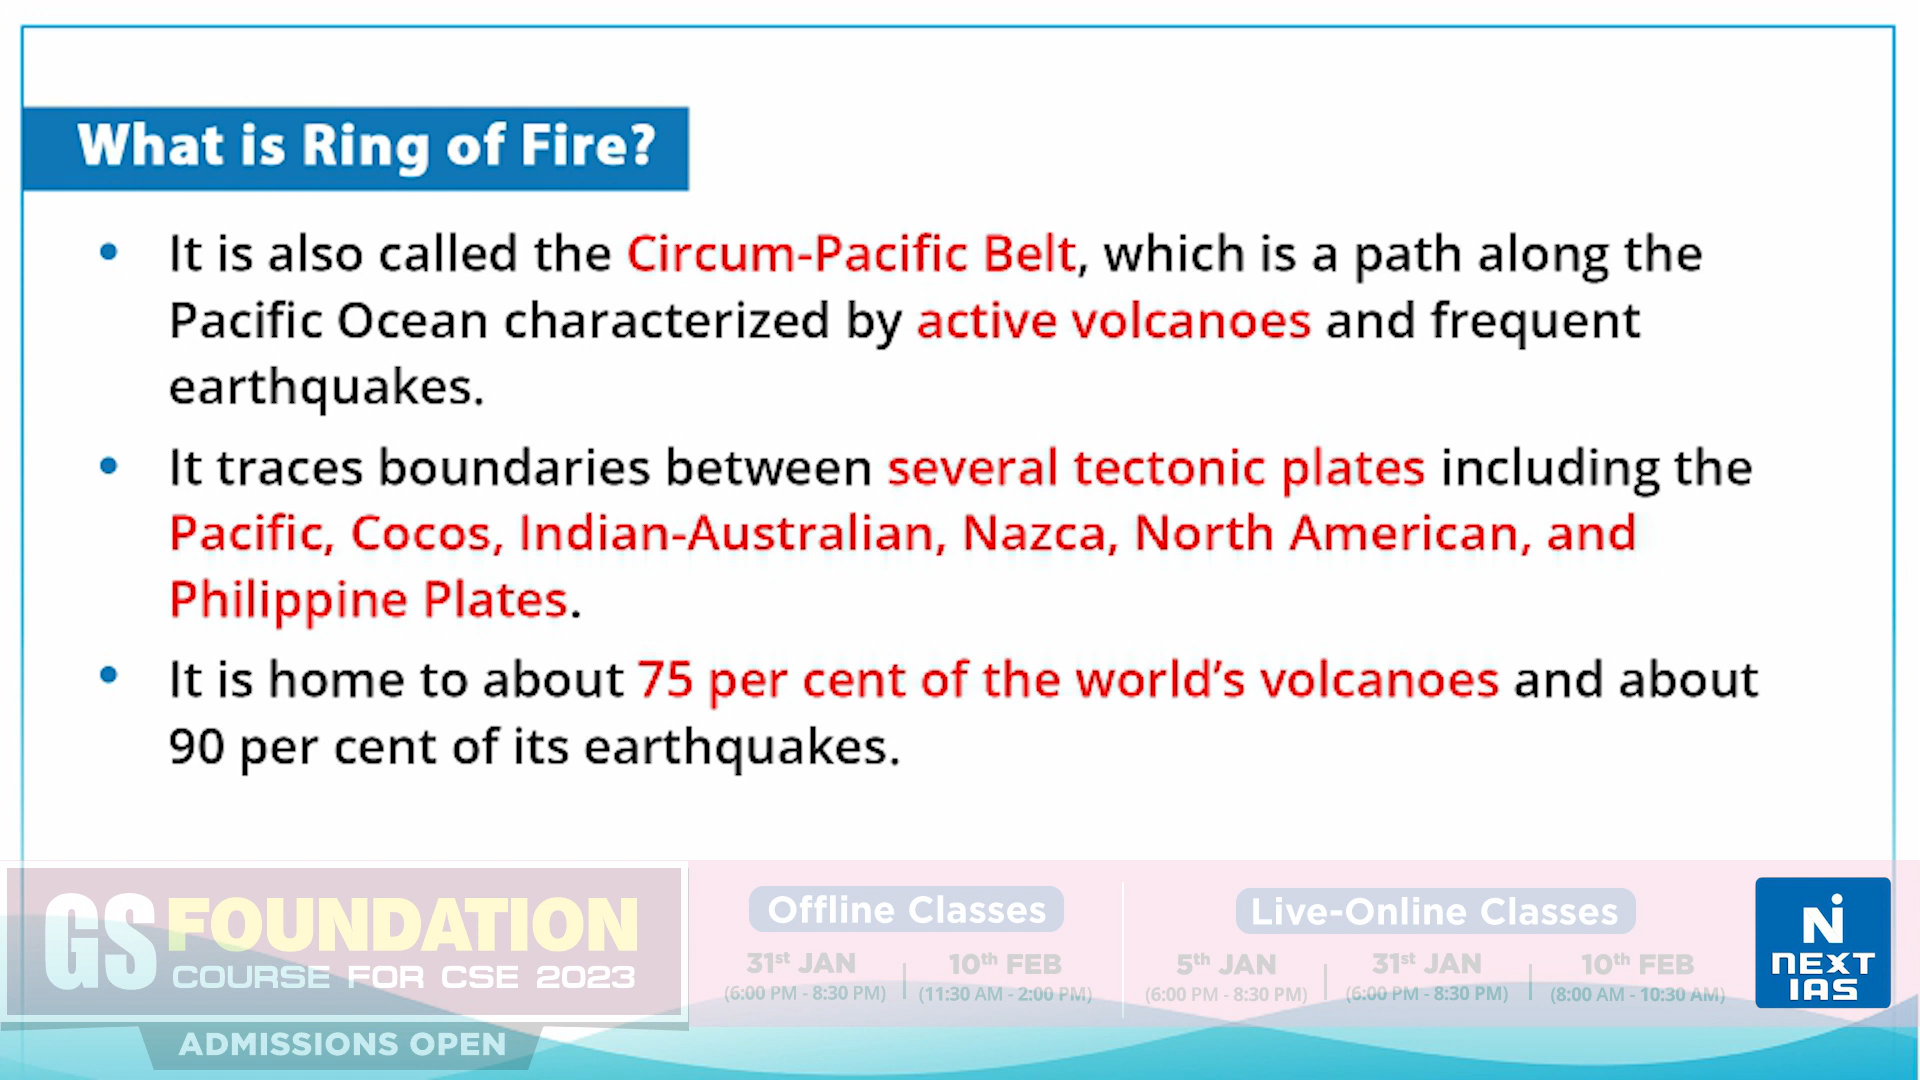 What is Ring of Fire?
• It is also called the Circum-Pacific Belt, which is a path along the
Pacific Ocean characterized by active volcanoes and frequent
earthquakes.
• It traces boundaries between several tectonic plates including the
Pacific, Cocos, Indian-Australian, Nazca, North American, and
Philippine Plates.
• It is home to about 75 per cent of the world’s volcanoes and about
90 per cent of its earthquakes.
GS FOUNDATION
COURSE FOR CSE 2023
ADMISSIONS OPEN
Offline Classes
31st JAN
(6:00 PM - 8:30 PM)
10th FEB
(11:30 AM - 2:00 PM)
Live-Online Classes
5th JAN
(6:00 PM - 8:30 PM)
31st JAN
(6:00 PM - 8:30 PM)
10th FEB
(8:00 AM - 10:30 AM)
NEXT
IAS